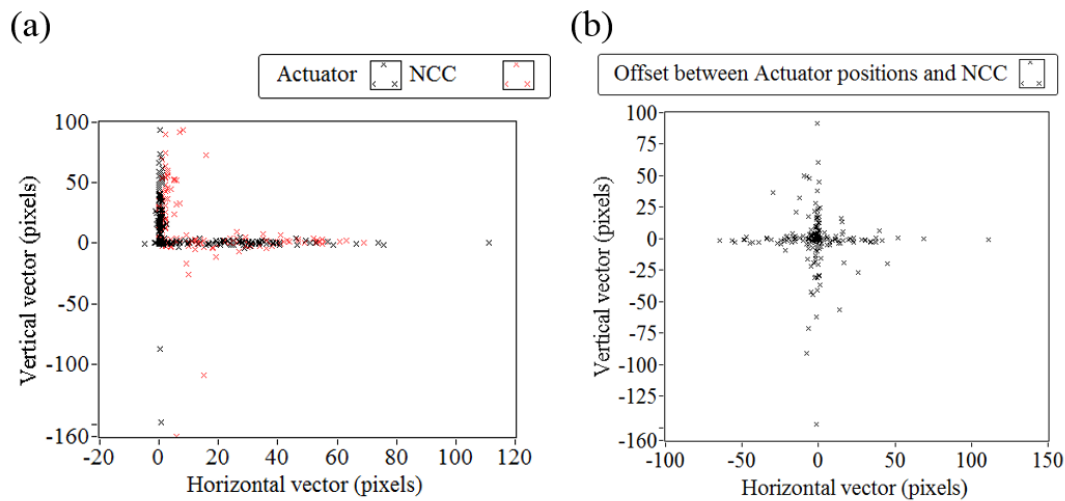 (a)
Actuator NCC
100
50
0
-50
-100
-160
-20 0 20 40 60 80 100 120
Vertical vector (pixels)
Horizontal vector (pixels)
(b)
Offset between Actuator positions and NCC
100
75
50
25
0
-25
-50
-75
-100
-160
-100 -50 0 50 100 150
Vertical vector (pixels)
Horizontal vector (pixels)